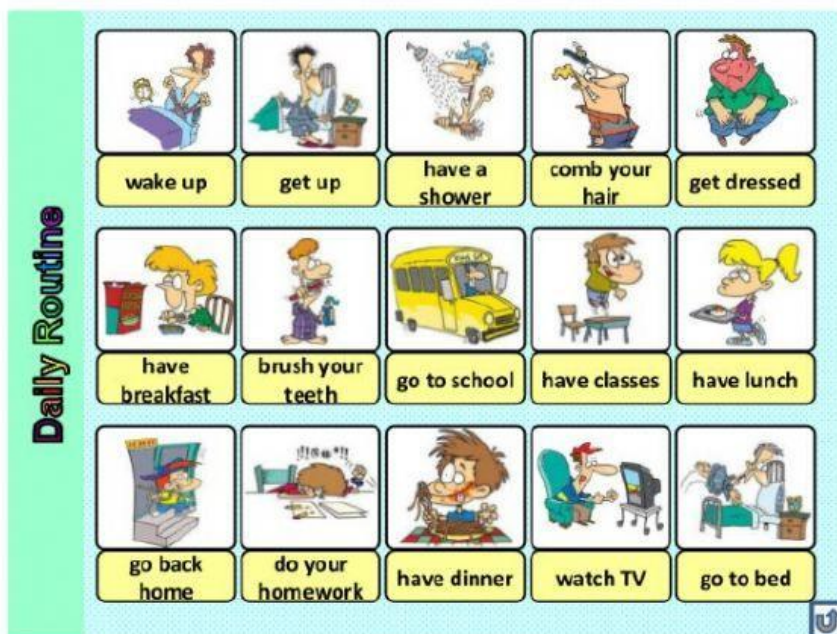 Daily Routine
wake up
get up
have a
shower
comb your
hair
get dressed
have
breakfast
brush your
teeth
go to school
have classes
have lunch
go back
home
do your
homework
have dinner
watch TV
go to bed